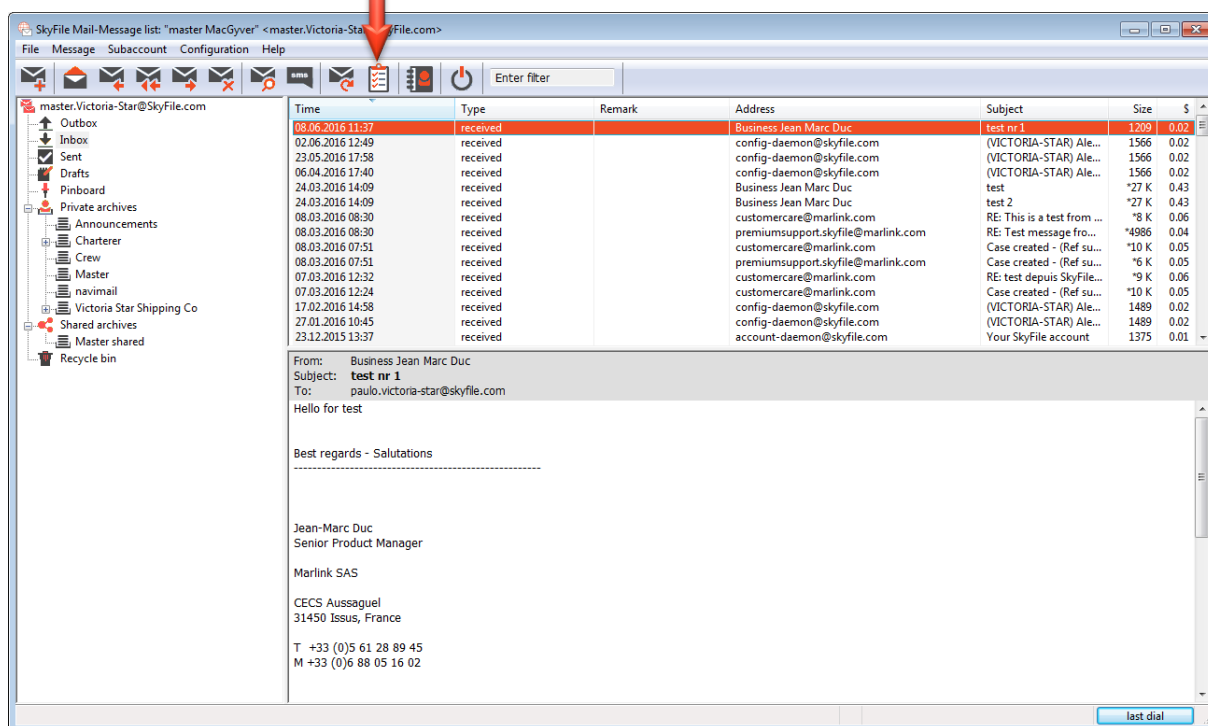 SkyFile Mail-Message list: "master MacGyver" <master.Victoria-Sta yFile.com>
File Message Subaccount Configuration Help
sms Enter filter
master.Victoria-Star@SkyFile.com
Outbox
Inbox
Sent
Drafts
Pinboard
Private archives
Announcements
Charterer
Crew
Master
navimail
Victoria Star Shipping Co
Shared archives
Master shared
Recycle bin
Time Type Remark Address Subject Size $
08.06.2016 11:37 received Business Jean Marc Duc test nr 1 1209 0.02
02.06.2016 12:49 received config-daemon@skyfile.com (VICTORIA-STAR) Ale... 1566 0.02
23.05.2016 17:58 received config-daemon@skyfile.com (VICTORIA-STAR) Ale... 1566 0.02
06.04.2016 17:40 received config-daemon@skyfile.com (VICTORIA-STAR) Ale... 1566 0.02
24.03.2016 14:09 received Business Jean Marc Duc test *27 K 0.43
24.03.2016 14:09 received Business Jean Marc Duc test 2 *27 K 0.43
08.03.2016 08:30 received customercare@marlink.com RE: This is a test from ... *8 K 0.06
08.03.2016 08:30 received premiumsupport.skyfile@marlink.com RE: Test message fro... *4986 0.04
08.03.2016 07:51 received customercare@marlink.com Case created - (Ref su... *10 K 0.05
08.03.2016 07:51 received premiumsupport.skyfile@marlink.com Case created - (Ref su... *6 K 0.05
07.03.2016 12:32 received customercare@marlink.com RE: test depuis SkyFile... *9 K 0.06
07.03.2016 12:24 received customercare@marlink.com Case created - (Ref su... *10 K 0.05
17.02.2016 14:58 received config-daemon@skyfile.com (VICTORIA-STAR) Ale... 1489 0.02
27.01.2016 10:45 received config-daemon@skyfile.com (VICTORIA-STAR) Ale... 1489 0.02
23.12.2015 13:37 received account-daemon@skyfile.com Your SkyFile account 1375 0.01
From: Business Jean Marc Duc
Subject: test nr 1
To: paulo.victoria-star@skyfile.com
Hello for test
Best regards - Salutations
-----------------------------------------------------
Jean-Marc Duc
Senior Product Manager
Marlink SAS
CECS Aussaguel
31450 Issus, France
T +33 (0)5 61 28 89 45
M +33 (0)6 88 05 16 02
last dial